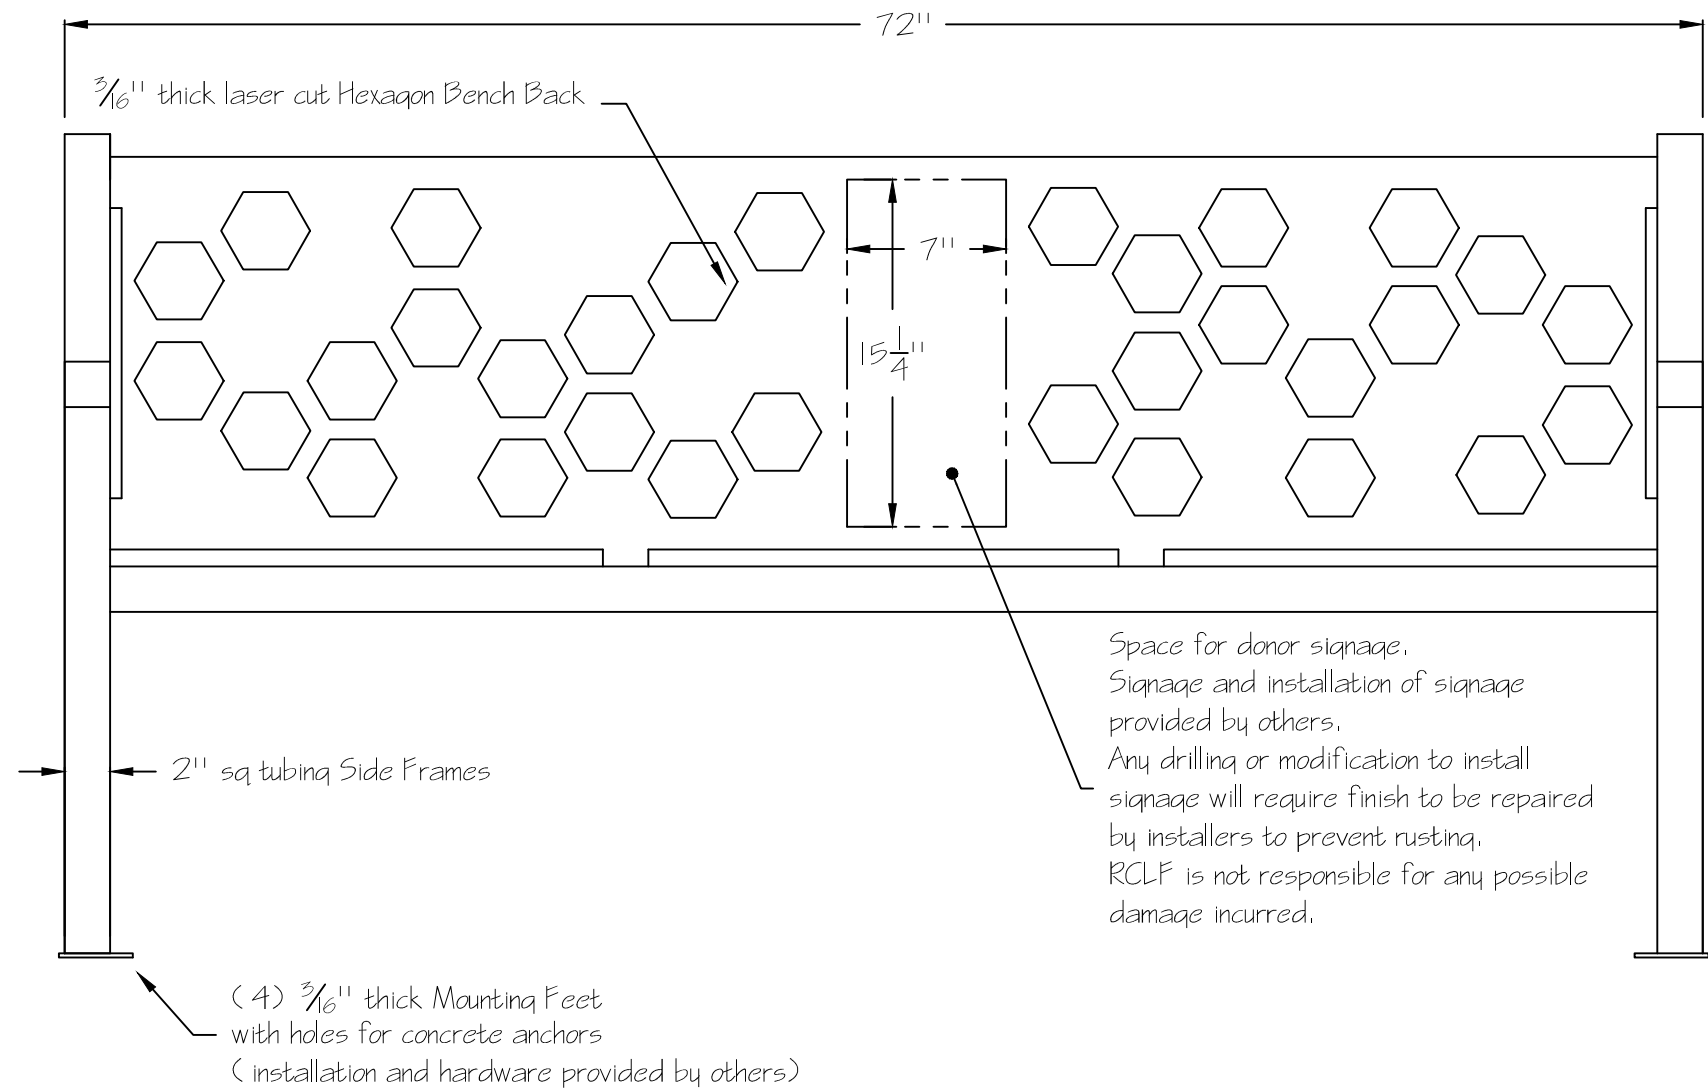 72"
3/16" thick laser cut Hexagon Bench Back
7"
15 1/4"
Space for donor signage.
Signage and installation of signage
provided by others.
Any drilling or modification to install
signage will require finish to be repaired
by installers to prevent rusting.
RCLF is not responsible for any possible
damage incurred.
2" sq tubing Side Frames
(4) 3/16" thick Mounting Feet
with holes for concrete anchors
(installation and hardware provided by others)